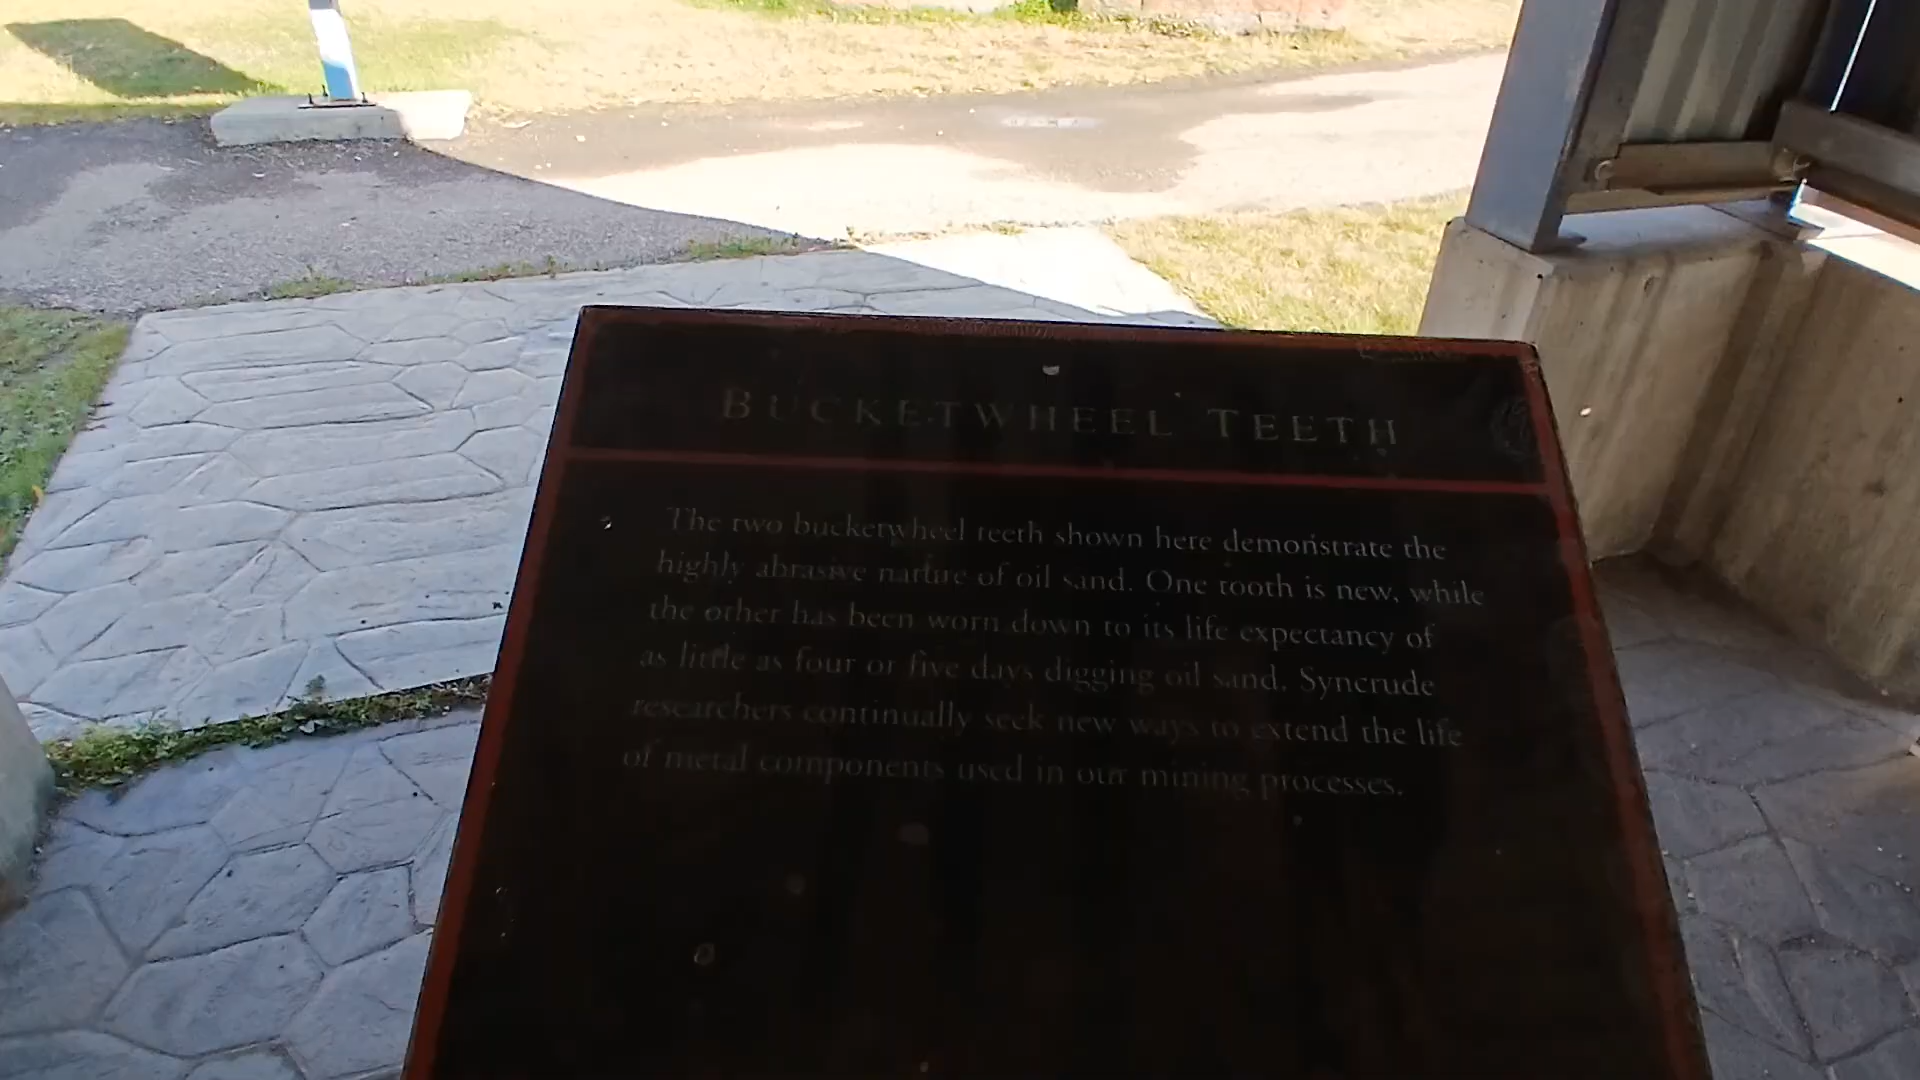 BUCKETWHEEL TEETH
The two bucketwheel teeth shown here demonstrate the
highly abrasive nature of oil sand. One tooth is new, while
the other has been worn down to its life expectancy of
as little as four or five days digging oil sand. Syncrude
researchers continually seek new ways to extend the life
of metal components used in our mining processes.